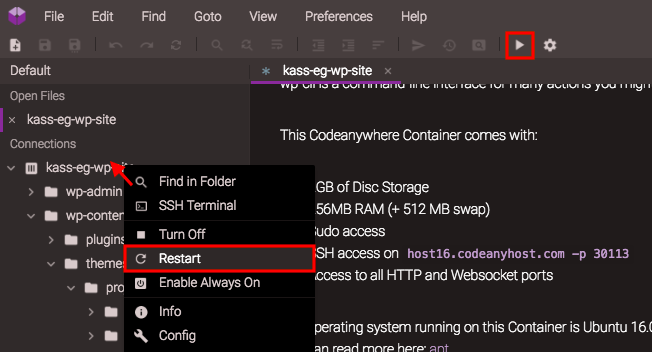 File Edit Find Goto View Preferences Help
Default
kass-eg-wp-site
Open Files
kass-eg-wp-site
Connections
kass-eg-wp-site
wp-admin
wp-conten
plugins
themes
pro
Find in Folder
SSH Terminal
Turn Off
Restart
Enable Always On
Info
Config
wp cli is a command line interface for many actions you migh
This Codeanywhere Container comes with:
GB of Disc Storage
56MB RAM (+ 512 MB swap)
udo access
SH access on host16.codeanyhost.com -p 30113
ccess to all HTTP and Websocket ports
perating system running on this Container is Ubuntu 16.0
an read more here: apt